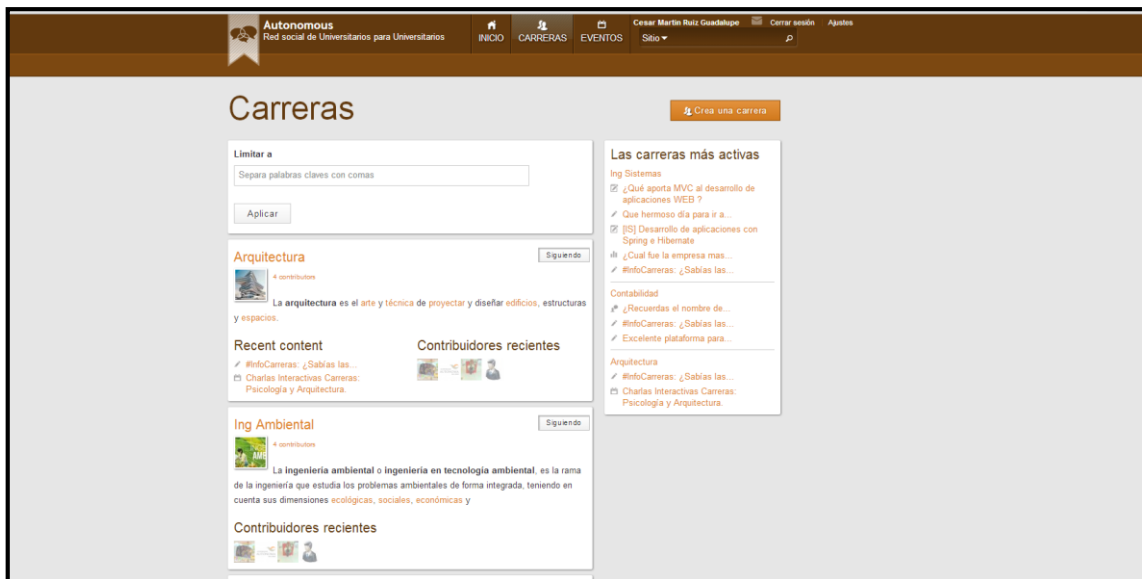 Autonomous
Red social de Universitarios para Universitarios
INICIO
CARRERAS
EVENTOS
Cesar Martin Ruiz Guadalupe
Cerrar sesión
Ajustes
Sitio
Carreras
Crea una carrera
Limitar a
Separa palabras claves con comas
Aplicar
Arquitectura
Siguiendo
4 contributors
La arquitectura es el arte y técnica de proyectar y diseñar edificios, estructuras
y espacios.
Recent content
#InfoCarreras: ¿Sabías las...
Charlas Interactivas Carreras:
Psicología y Arquitectura.
Contribuidores recientes
Ing Ambiental
Siguiendo
4 contributors
AMB
La ingeniería ambiental o ingeniería en tecnología ambiental, es la rama
de la ingeniería que estudia los problemas ambientales de forma integrada, teniendo en
cuenta sus dimensiones ecológicas, sociales, económicas y
Contribuidores recientes
Las carreras más activas
Ing Sistemas
¿Qué aporta MVC al desarrollo de
aplicaciones WEB ?
Que hermoso día para ir a...
[IS] Desarrollo de aplicaciones con
Spring e Hibernate
¿Cual fue la empresa mas...
#InfoCarreras: ¿Sabías las...
Contabilidad
¿Recuerdas el nombre de...
#InfoCarreras: ¿Sabías las...
Excelente plataforma para...
Arquitectura
#InfoCarreras: ¿Sabías las...
Charlas Interactivas Carreras:
Psicología y Arquitectura.